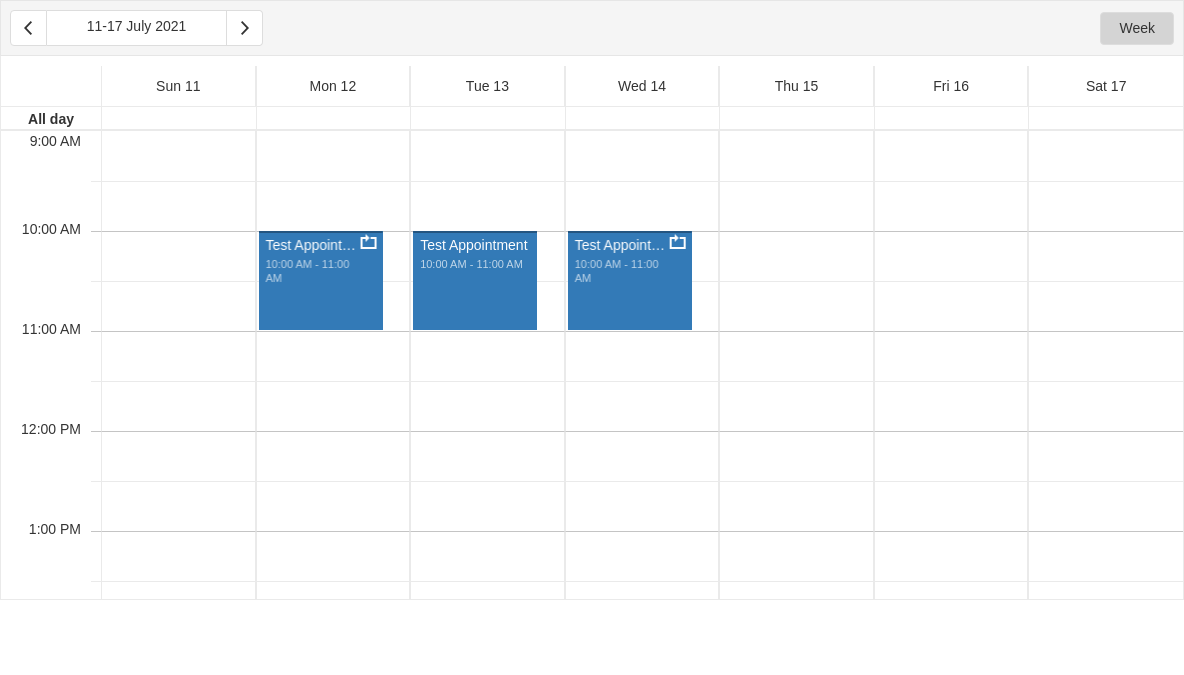 11-17 July 2021
Week
Sun 11
Mon 12
Tue 13
Wed 14
Thu 15
Fri 16
Sat 17
All day
9:00 AM
10:00 AM
Test Appoint…
10:00 AM - 11:00
AM
Test Appointment
10:00 AM - 11:00 AM
Test Appoint…
10:00 AM - 11:00
AM
11:00 AM
12:00 PM
1:00 PM